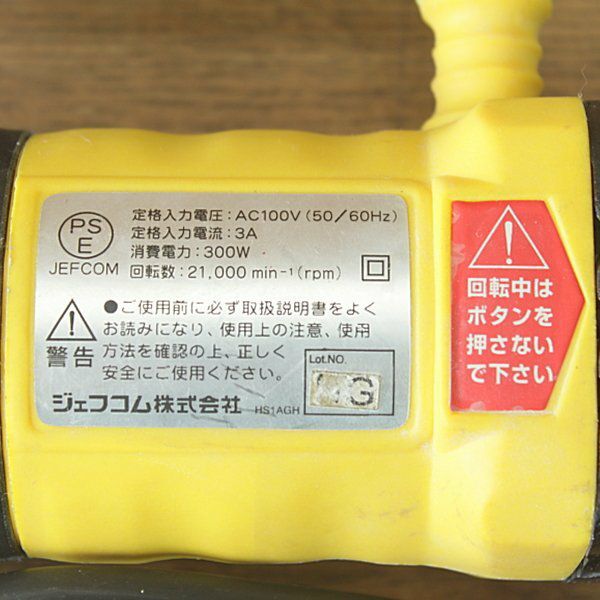 PS
E
JEFCOM
定格入力電圧：AC100V（50／60Hz）
定格入力電流：3A
消費電力：300W
回転数：21,000 min⁻¹（rpm）
警告
●ご使用前に必ず取扱説明書をよく
お読みになり、使用上の注意、使用
方法を確認の上、正しく
安全にご使用ください。
ジェフコム株式会社
HS1AGH
Lot.NO.
G
回転中は
ボタンを
押さない
で下さい